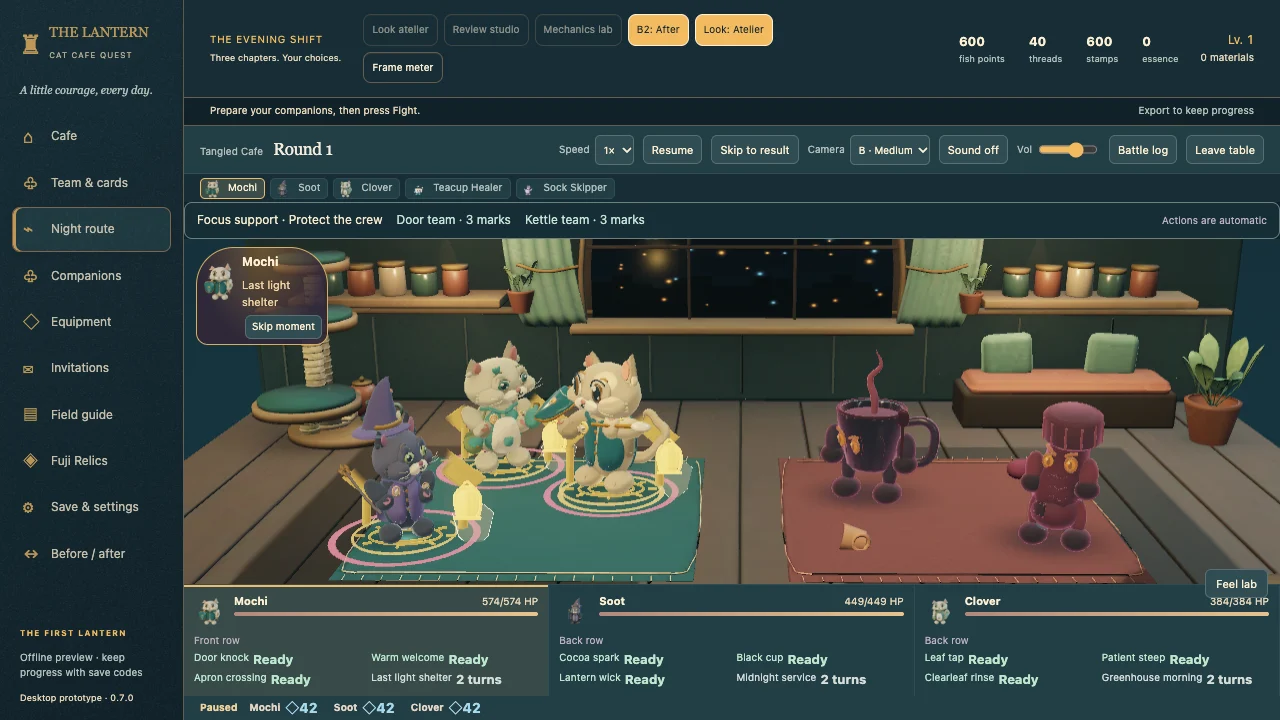 THE LANTERN
CAT CAFE QUEST
A little courage, every day.
Cafe
Team & cards
Night route
Companions
Equipment
Invitations
Field guide
Fuji Relics
Save & settings
Before / after
THE FIRST LANTERN
Offline preview · keep
progress with save codes
Desktop prototype · 0.7.0
THE EVENING SHIFT
Three chapters. Your choices.
Look atelier
Review studio
Mechanics lab
B2: After
Look: Atelier
Frame meter
600
fish points
40
threads
600
stamps
0
essence
Lv. 1
0 materials
Prepare your companions, then press Fight.
Export to keep progress
Tangled Cafe
Round 1
Speed
1×
Resume
Skip to result
Camera
B · Medium
Sound off
Vol
Battle log
Leave table
Mochi
Soot
Clover
Teacup Healer
Sock Skipper
Focus support · Protect the crew
Door team · 3 marks
Kettle team · 3 marks
Actions are automatic
Mochi
Last light
shelter
Skip moment
Feel lab
Mochi
574/574 HP
Front row
Door knock Ready
Warm welcome Ready
Apron crossing Ready
Last light shelter 2 turns
Soot
449/449 HP
Back row
Cocoa spark Ready
Black cup Ready
Lantern wick Ready
Midnight service 2 turns
Clover
384/384 HP
Back row
Leaf tap Ready
Patient steep Ready
Clearleaf rinse Ready
Greenhouse morning 2 turns
Paused
Mochi ◇42
Soot ◇42
Clover ◇42